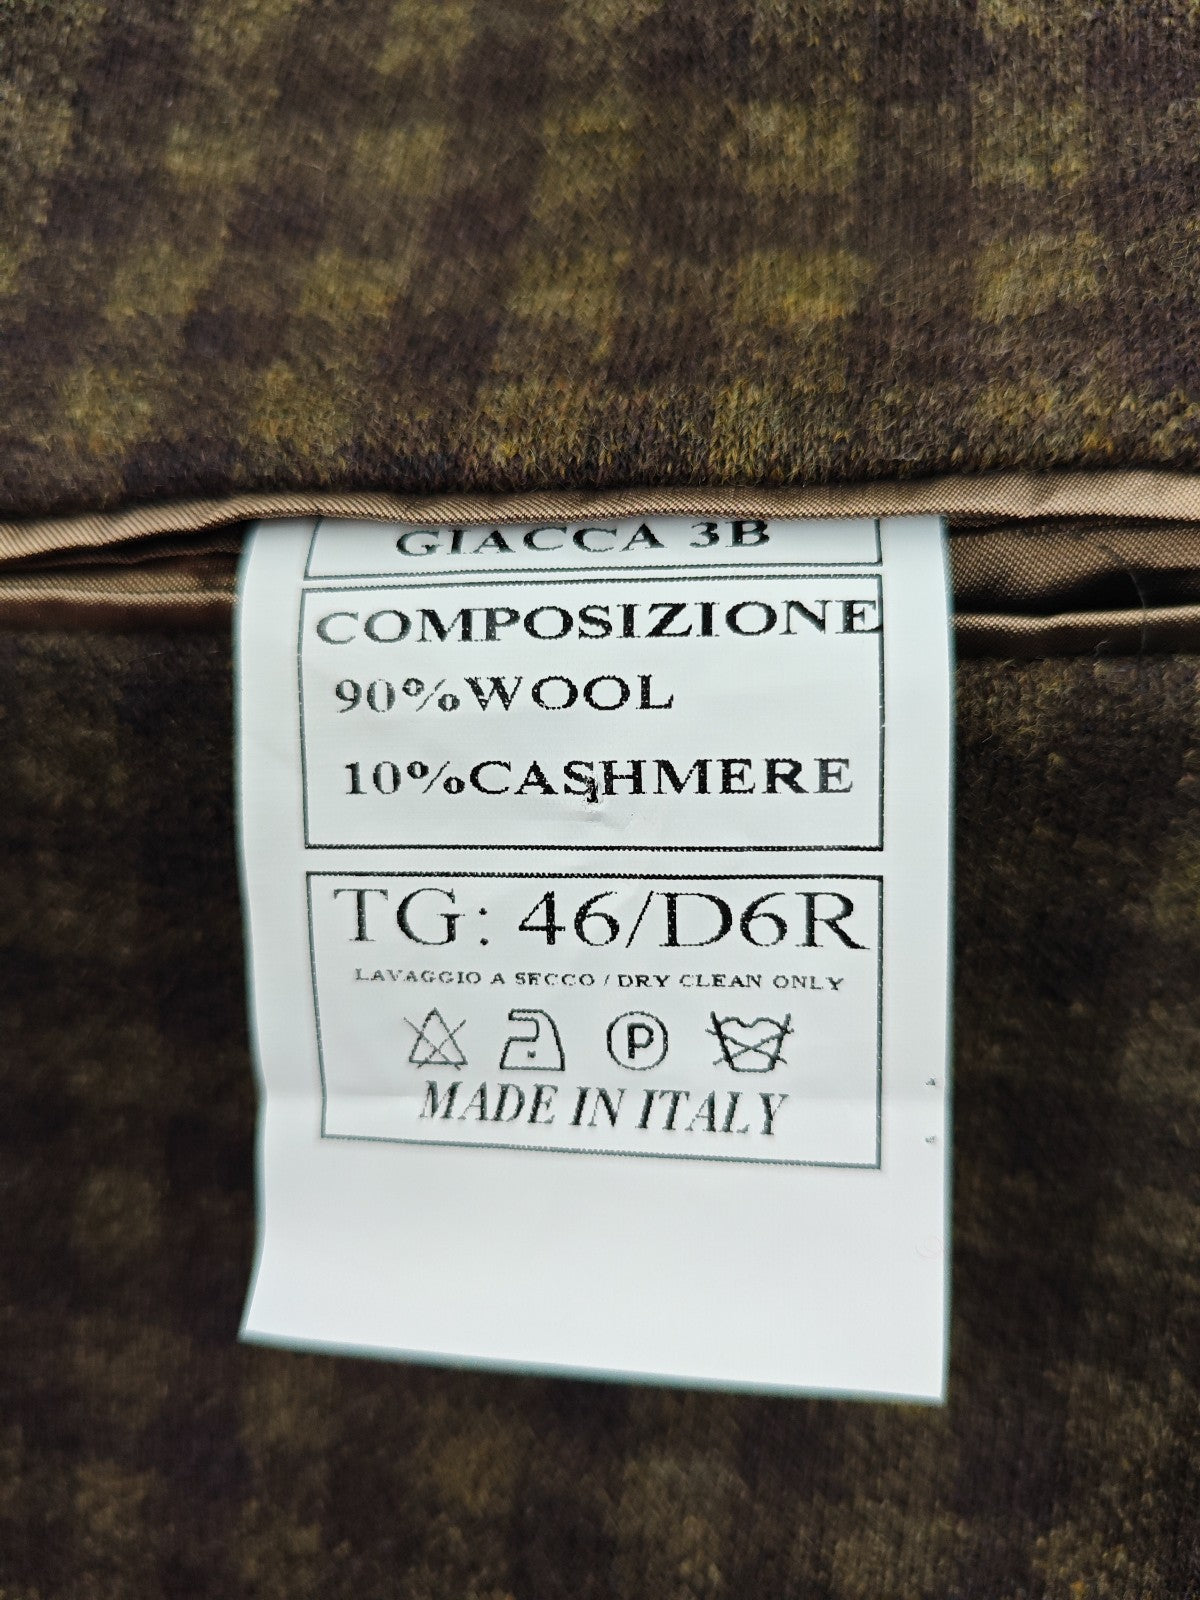 GIACCA 3B
COMPOSIZIONE
90%WOOL
10%CASHMERE
TG: 46/D6R
LAVAGGIO A SECCO / DRY CLEAN ONLY
P
MADE IN ITALY